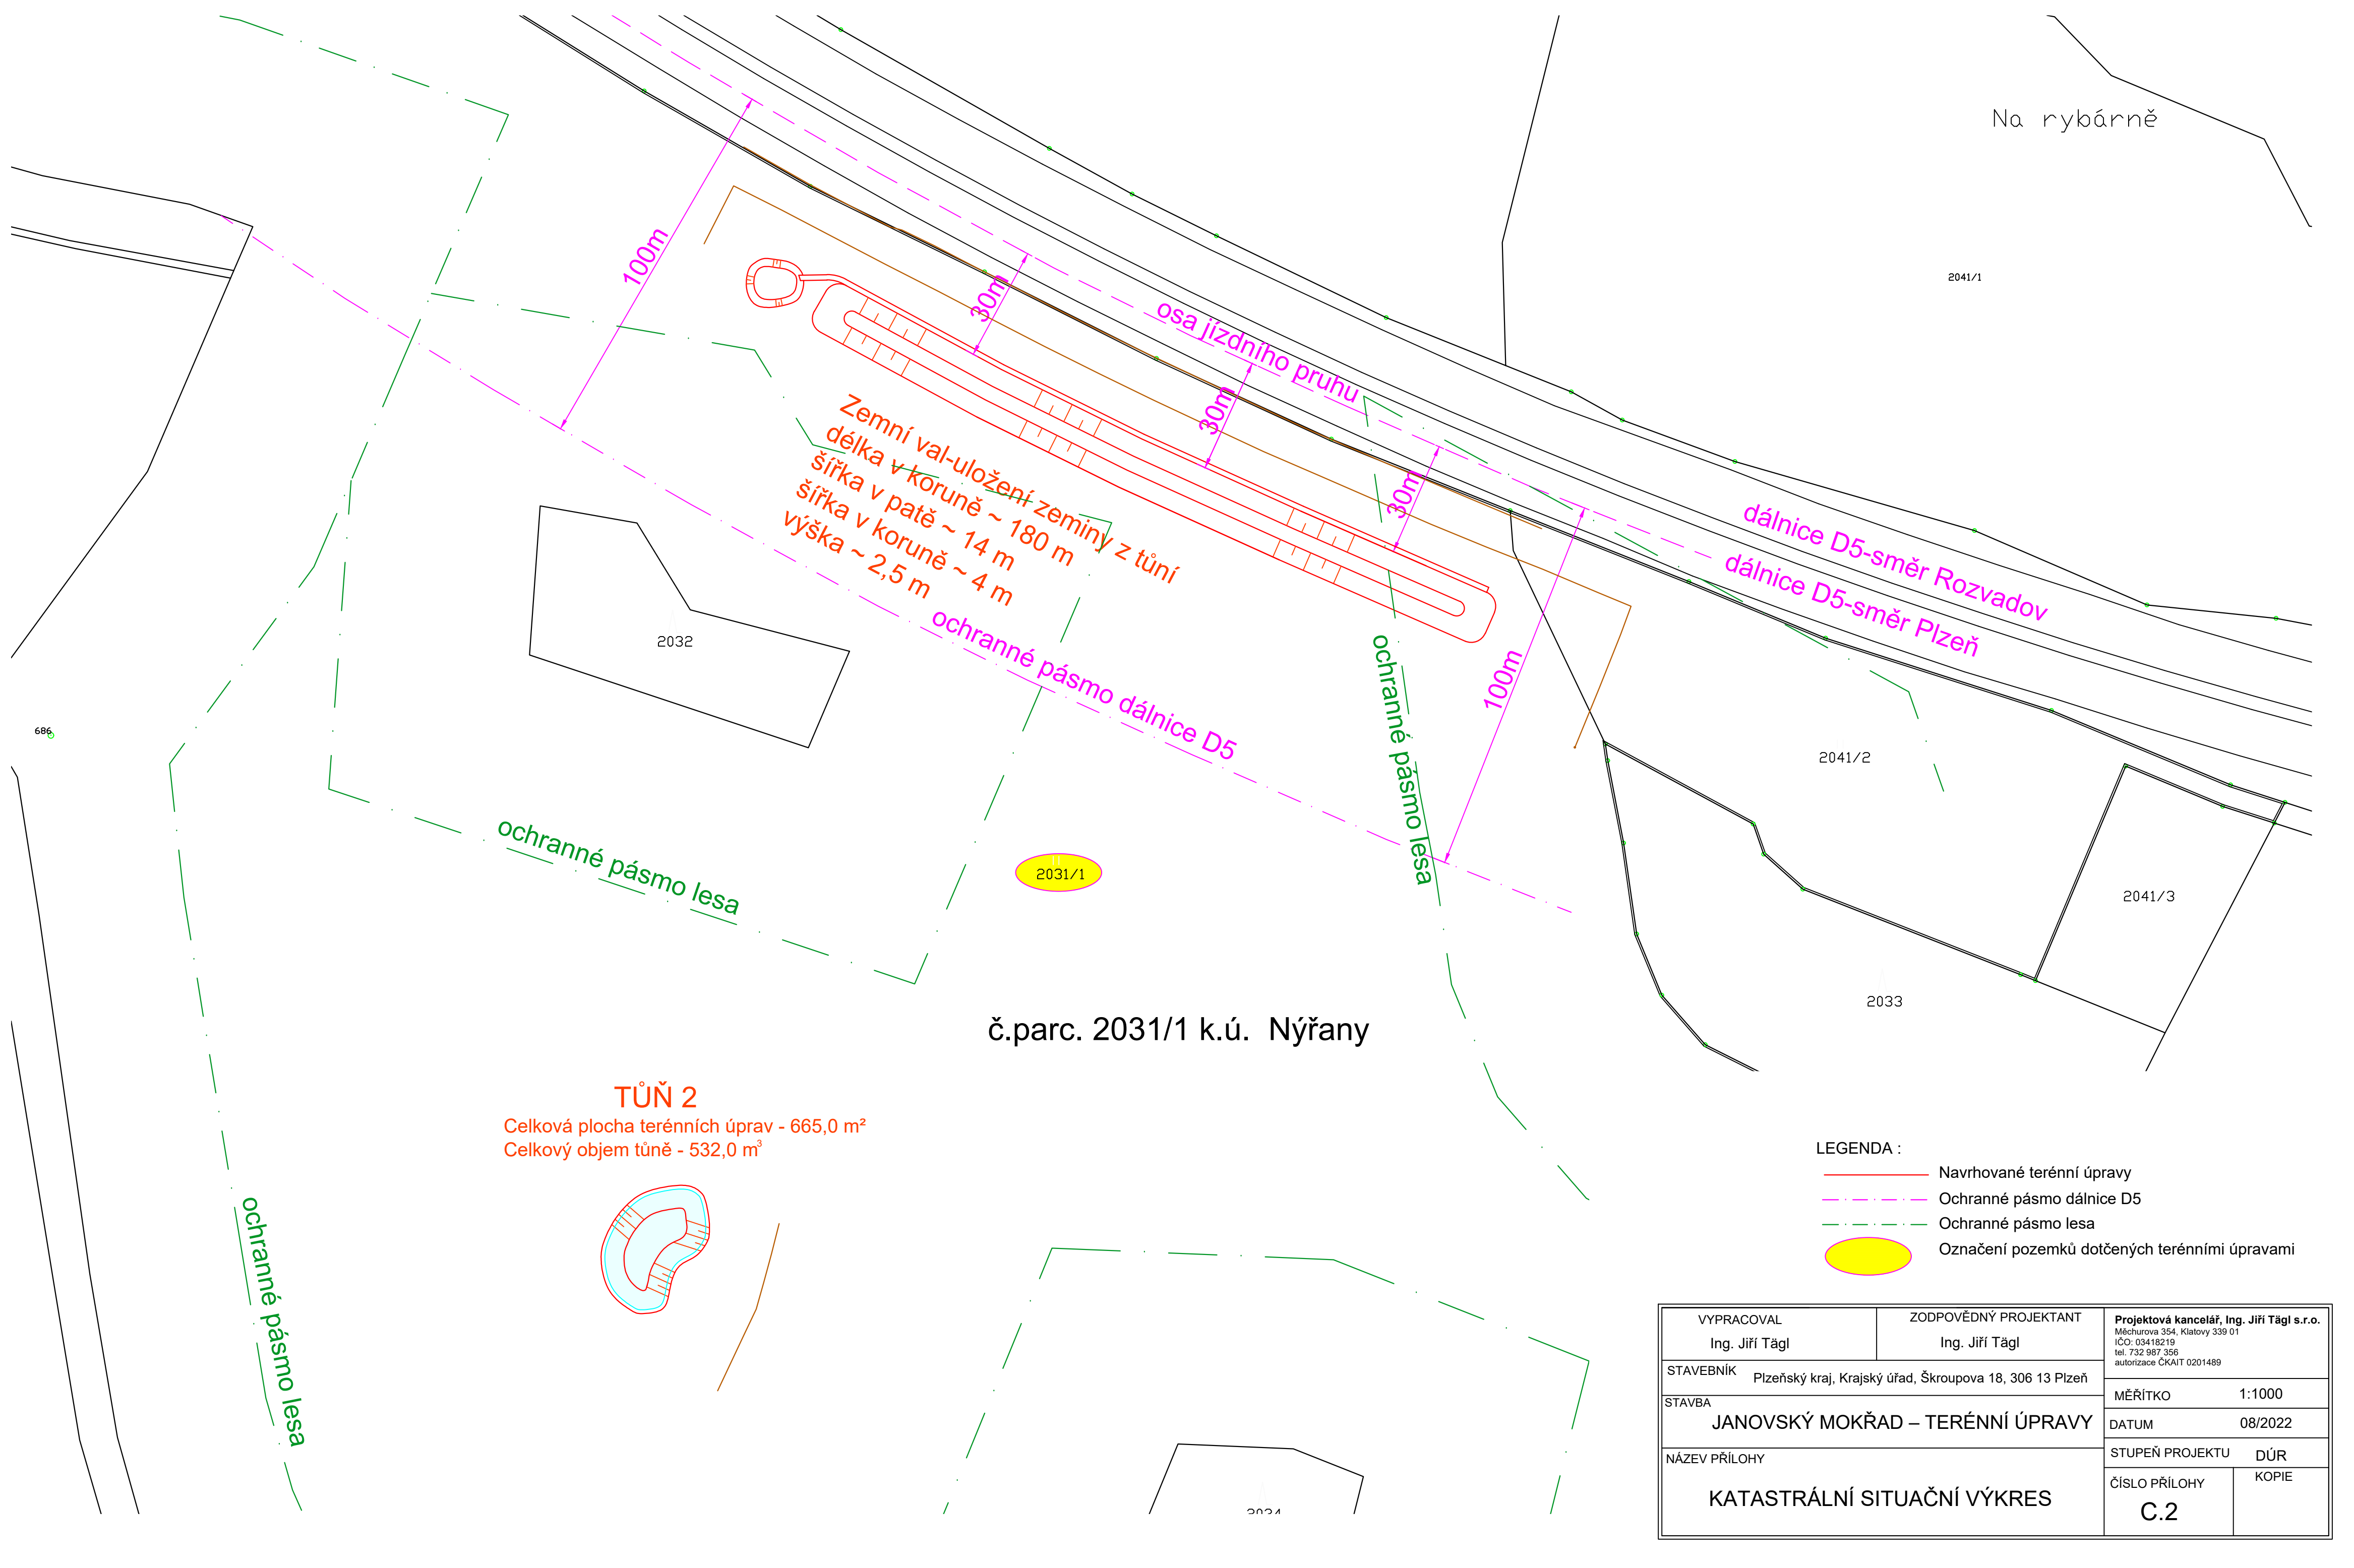 Na rybárně
2041/1
100m
30m
osa jízdního pruhu
30m
30m
dálnice D5-směr Rozvadov
dálnice D5-směr Plzeň
Zemní val-uložení zeminy z tůní
délka v koruně ~ 180 m
šířka v patě ~ 14 m
šířka v koruně ~ 4 m
výška ~ 2,5 m
2032
ochranné pásmo dálnice D5
ochranné pásmo lesa
100m
686
2041/2
ochranné pásmo lesa
2031/1
2041/3
2033
č.parc. 2031/1 k.ú. Nýřany
TŮŇ 2
Celková plocha terénních úprav - 665,0 m²
Celkový objem tůně - 532,0 m³
ochranné pásmo lesa
2034
LEGENDA :
Navrhované terénní úpravy
Ochranné pásmo dálnice D5
Ochranné pásmo lesa
Označení pozemků dotčených terénními úpravami
VYPRACOVAL
Ing. Jiří Tägl
ZODPOVĚDNÝ PROJEKTANT
Ing. Jiří Tägl
Projektová kancelář, Ing. Jiří Tägl s.r.o.
Měchurova 354, Klatovy 339 01
IČO: 03418219
tel. 732 987 356
autorizace ČKAIT 0201489
STAVEBNÍK Plzeňský kraj, Krajský úřad, Škroupova 18, 306 13 Plzeň
MĚŘÍTKO 1:1000
STAVBA
JANOVSKÝ MOKŘAD – TERÉNNÍ ÚPRAVY
DATUM 08/2022
STUPEŇ PROJEKTU DÚR
NÁZEV PŘÍLOHY
KATASTRÁLNÍ SITUAČNÍ VÝKRES
ČÍSLO PŘÍLOHY
C.2
KOPIE